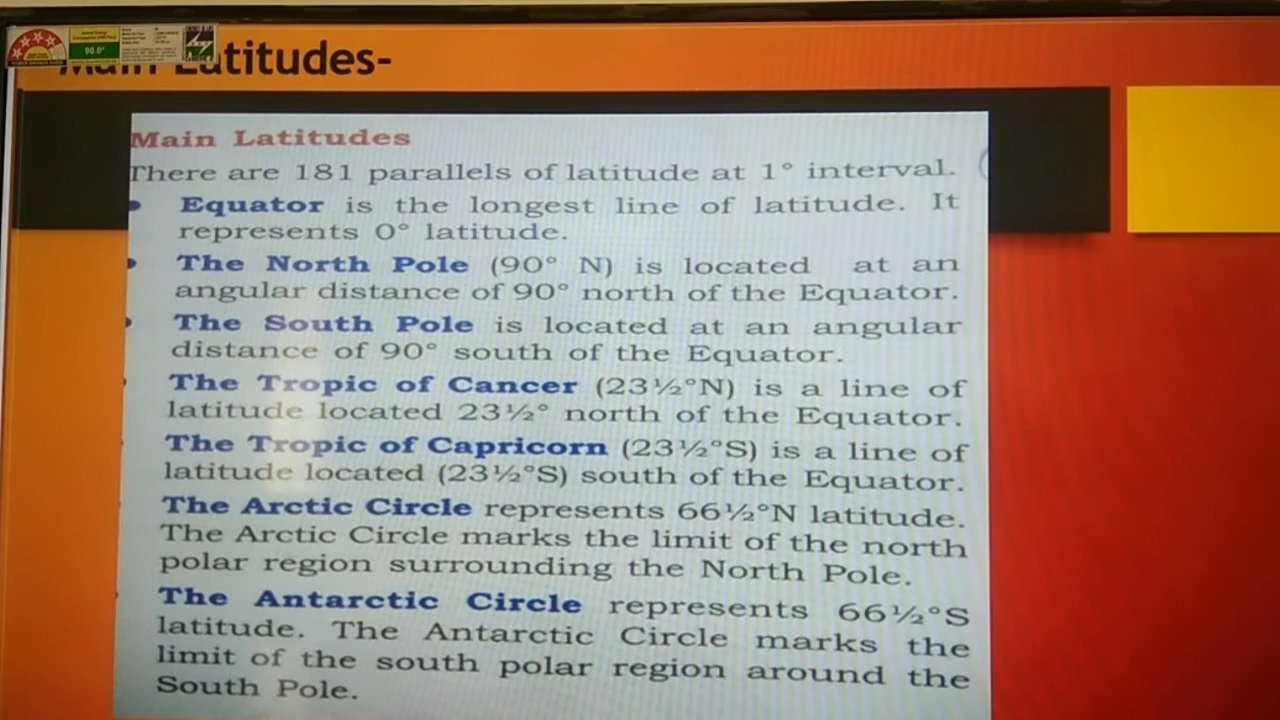 Main Latitudes-
90.0°
Main Latitudes
There are 181 parallels of latitude at 1° interval.
Equator is the longest line of latitude. It
represents 0° latitude.
The North Pole (90° N) is located at an
angular distance of 90° north of the Equator.
The South Pole is located at an angular
distance of 90° south of the Equator.
The Tropic of Cancer (23½°N) is a line of
latitude located 23½° north of the Equator.
The Tropic of Capricorn (23½°S) is a line of
latitude located (23½°S) south of the Equator.
The Arctic Circle represents 66½°N latitude.
The Arctic Circle marks the limit of the north
polar region surrounding the North Pole.
The Antarctic Circle represents 66½°S
latitude. The Antarctic Circle marks the
limit of the south polar region around the
South Pole.